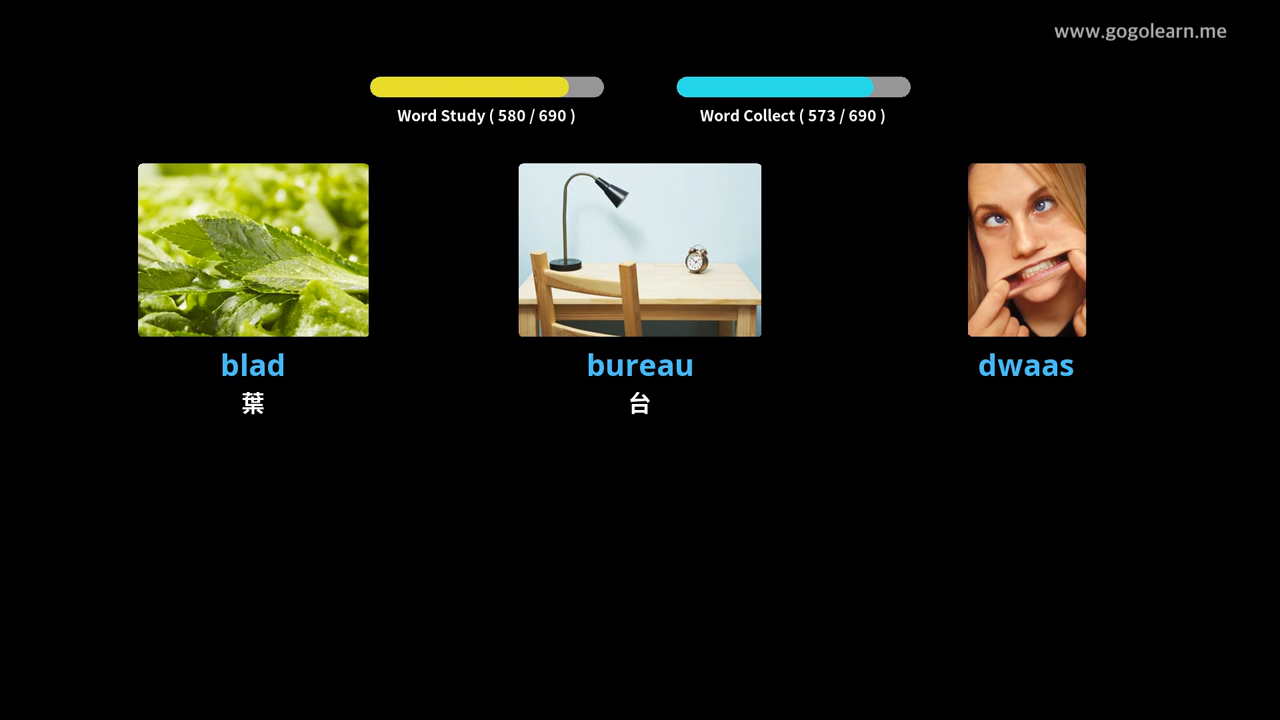 www.gogolearn.me
Word Study ( 580 / 690 )
Word Collect ( 573 / 690 )
blad
bureau
dwaas
葉
台